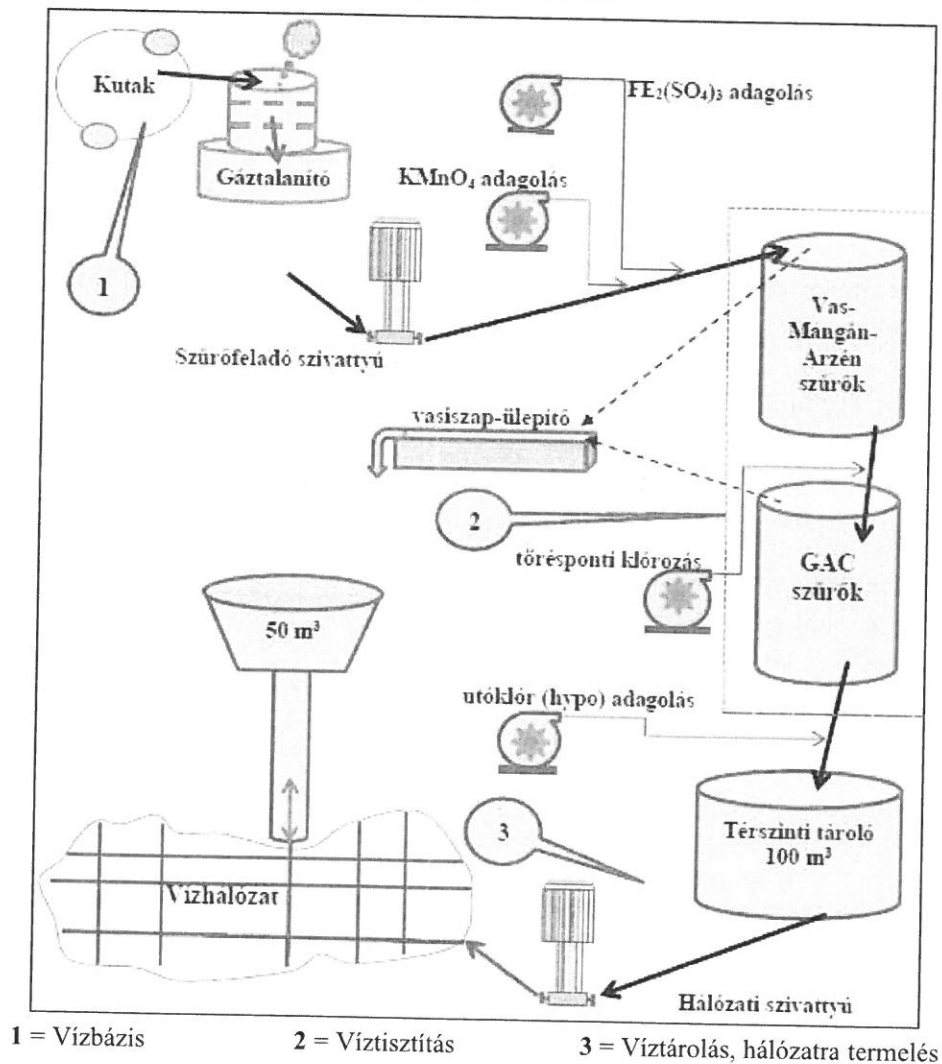 Kutak
Gáztalanító
1
FE₂(SO₄)₃ adagolás
KMnO₄ adagolás
Szűrőfeladó szivattyú
Vas-
Mangán-
Arzén
szűrők
vasiszap-ülepítő
2
törésponti klórozás
GAC
szűrők
50 m³
utóklór (hypo) adagolás
3
Térszinti tároló
100 m³
Vízhálózat
Hálózati szivattyú
1 = Vízbázis 2 = Víztisztítás 3 = Víztárolás, hálózatra termelés